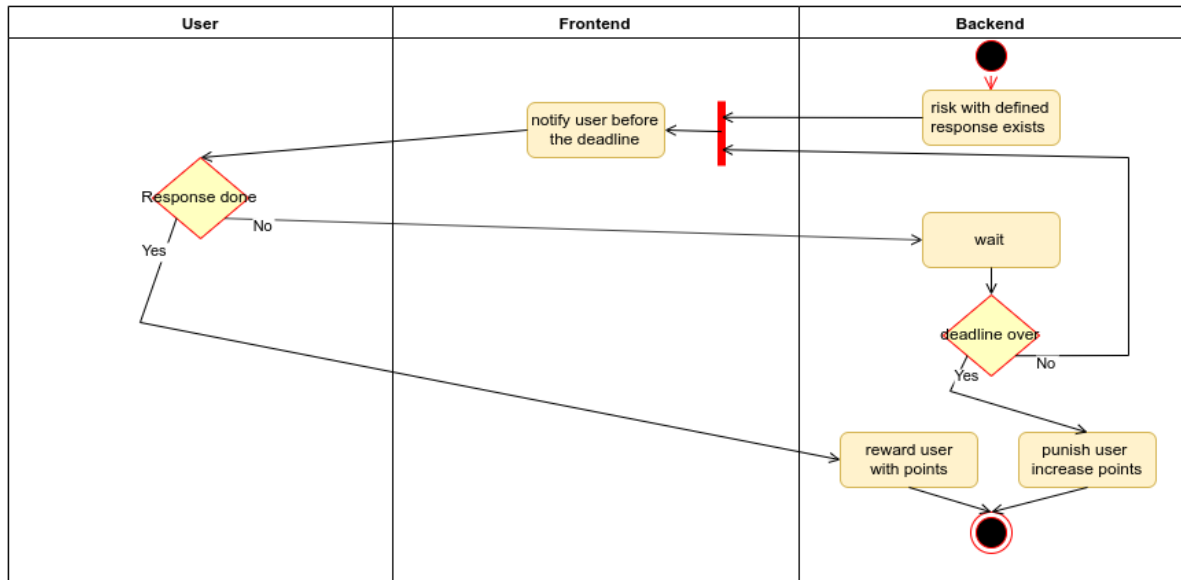 User
Frontend
Backend
risk with defined
response exists
notify user before
the deadline
Response done
No
Yes
wait
deadline over
No
Yes
reward user
with points
punish user
increase points